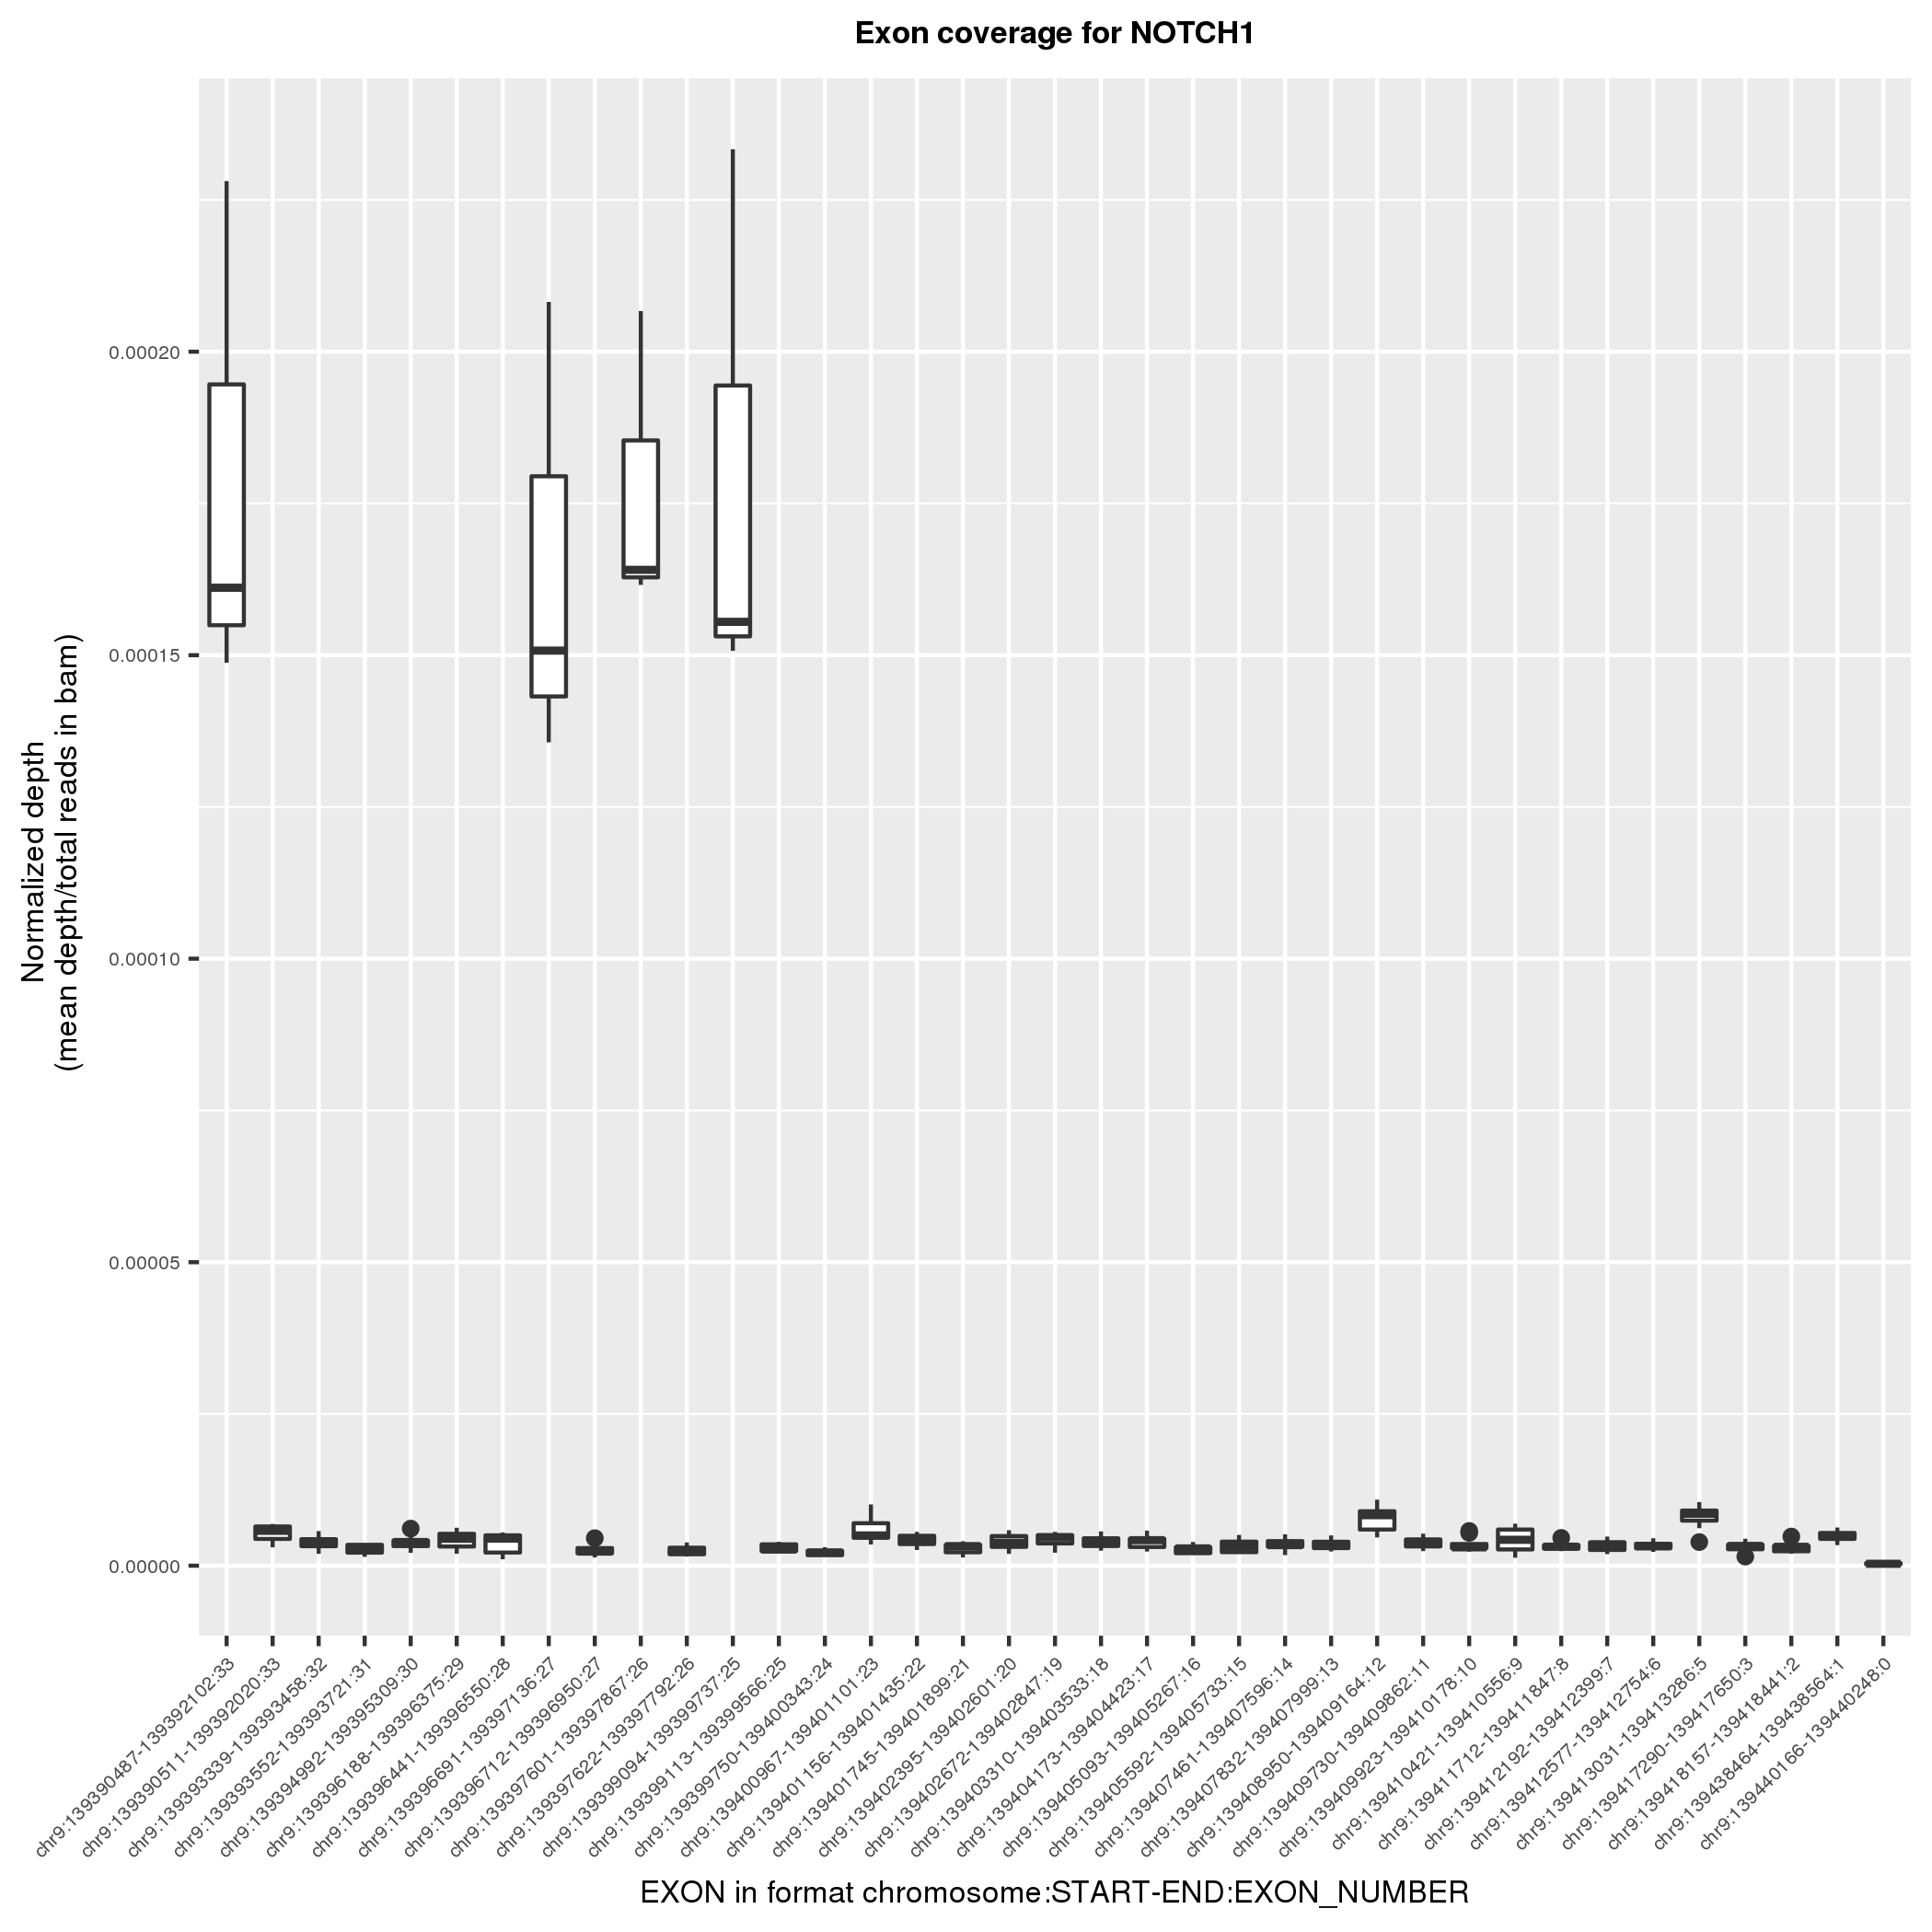 Exon coverage for NOTCH1
Normalized depth
(mean depth/total reads in bam)
0.00020
0.00015
0.00010
0.00005
0.00000
chr9:139390487-139392102:33
chr9:139390511-139392020:33
chr9:139393339-139393458:32
chr9:139393552-139393721:31
chr9:139394992-139395309:30
chr9:139396188-139396375:29
chr9:139396441-139396550:28
chr9:139396691-139397136:27
chr9:139396712-139396950:27
chr9:139397601-139397867:26
chr9:139397622-139397792:26
chr9:139399094-139399737:25
chr9:139399113-139399566:25
chr9:139399750-139400343:24
chr9:139400967-139401101:23
chr9:139401156-139401435:22
chr9:139401745-139401899:21
chr9:139402395-139402601:20
chr9:139402672-139402847:19
chr9:139403310-139403533:18
chr9:139404173-139404423:17
chr9:139405093-139405267:16
chr9:139405592-139405733:15
chr9:139407461-139407596:14
chr9:139407832-139407999:13
chr9:139408950-139409164:12
chr9:139409730-139409862:11
chr9:139409923-139410178:10
chr9:139410421-139410556:9
chr9:139411712-139411847:8
chr9:139412192-139412399:7
chr9:139412577-139412754:6
chr9:139413031-139413286:5
chr9:139417290-139417650:3
chr9:139418157-139418441:2
chr9:139438464-139438564:1
chr9:139440166-139440248:0
EXON in format chromosome:START-END:EXON_NUMBER